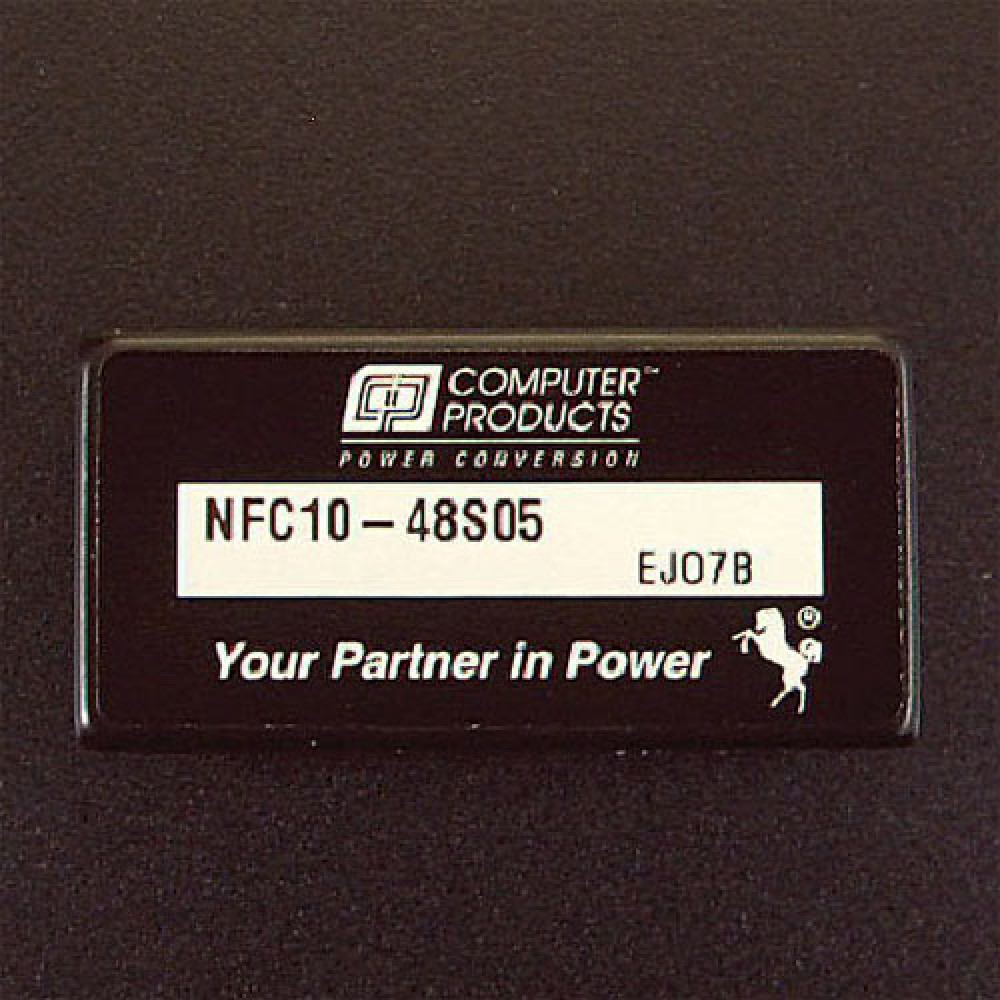 COMPUTER™
PRODUCTS
POWER CONVERSION
NFC10-48S05
EJ07B
Your Partner in Power